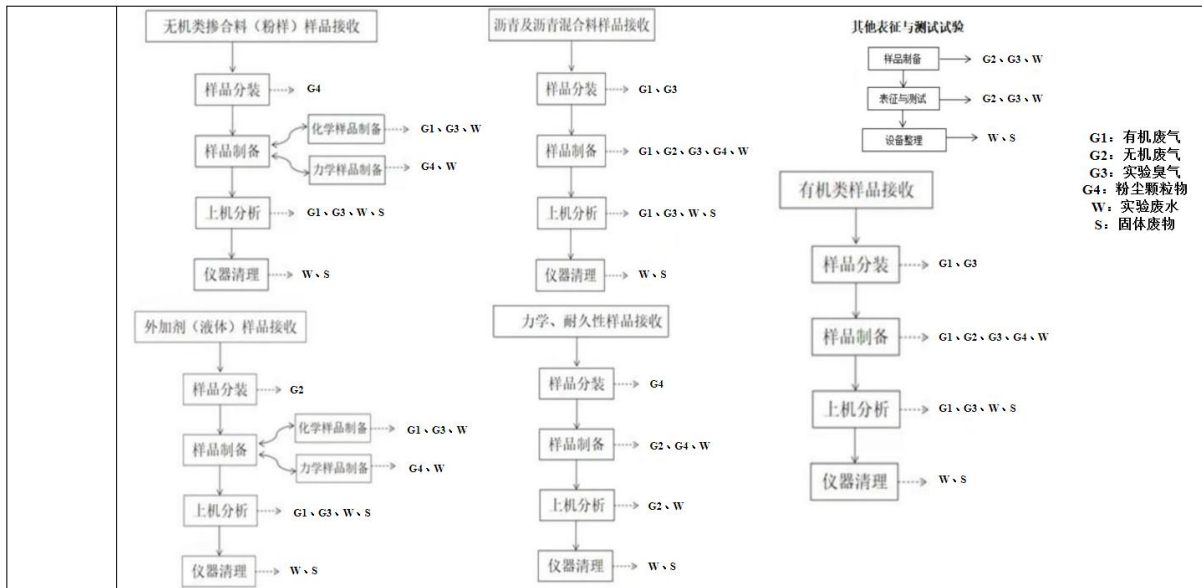 无机类掺合料（粉样）样品接收
样品分装
G4
样品制备
化学样品制备
G1、G3、W
力学样品制备
G4、W
上机分析
G1、G3、W、S
仪器清理
W、S
沥青及沥青混合料样品接收
样品分装
G1、G3
样品制备
G1、G2、G3、G4、W
上机分析
G1、G3、W、S
仪器清理
W、S
其他表征与测试试验
样品制备
G2、G3、W
表征与测试
G2、G3、W
设备整理
W、S
G1：有机废气
G2：无机废气
G3：实验臭气
G4：粉尘颗粒物
W：实验废水
S：固体废物
外加剂（液体）样品接收
样品分装
G2
样品制备
化学样品制备
G1、G3、W
力学样品制备
G4、W
上机分析
G1、G3、W、S
仪器清理
W、S
力学、耐久性样品接收
样品分装
G4
样品制备
G2、G4、W
上机分析
G2、W
仪器清理
W、S
有机类样品接收
样品分装
G1、G3
样品制备
G1、G2、G3、G4、W
上机分析
G1、G3、W、S
仪器清理
W、S